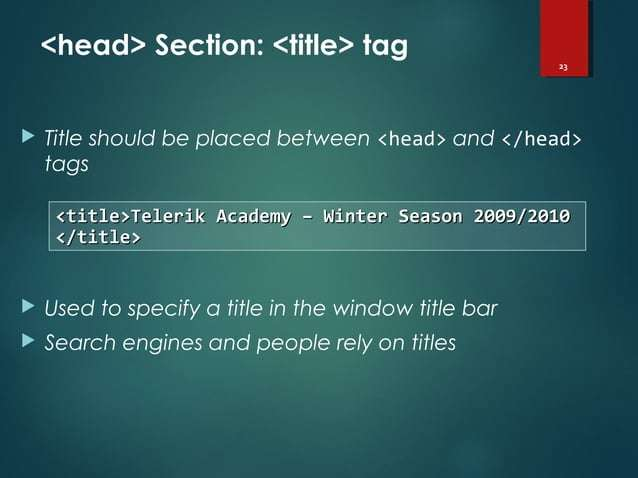 <head> Section: <title> tag
23
Title should be placed between <head> and </head>
tags
<title>Telerik Academy – Winter Season 2009/2010
</title>
Used to specify a title in the window title bar
Search engines and people rely on titles